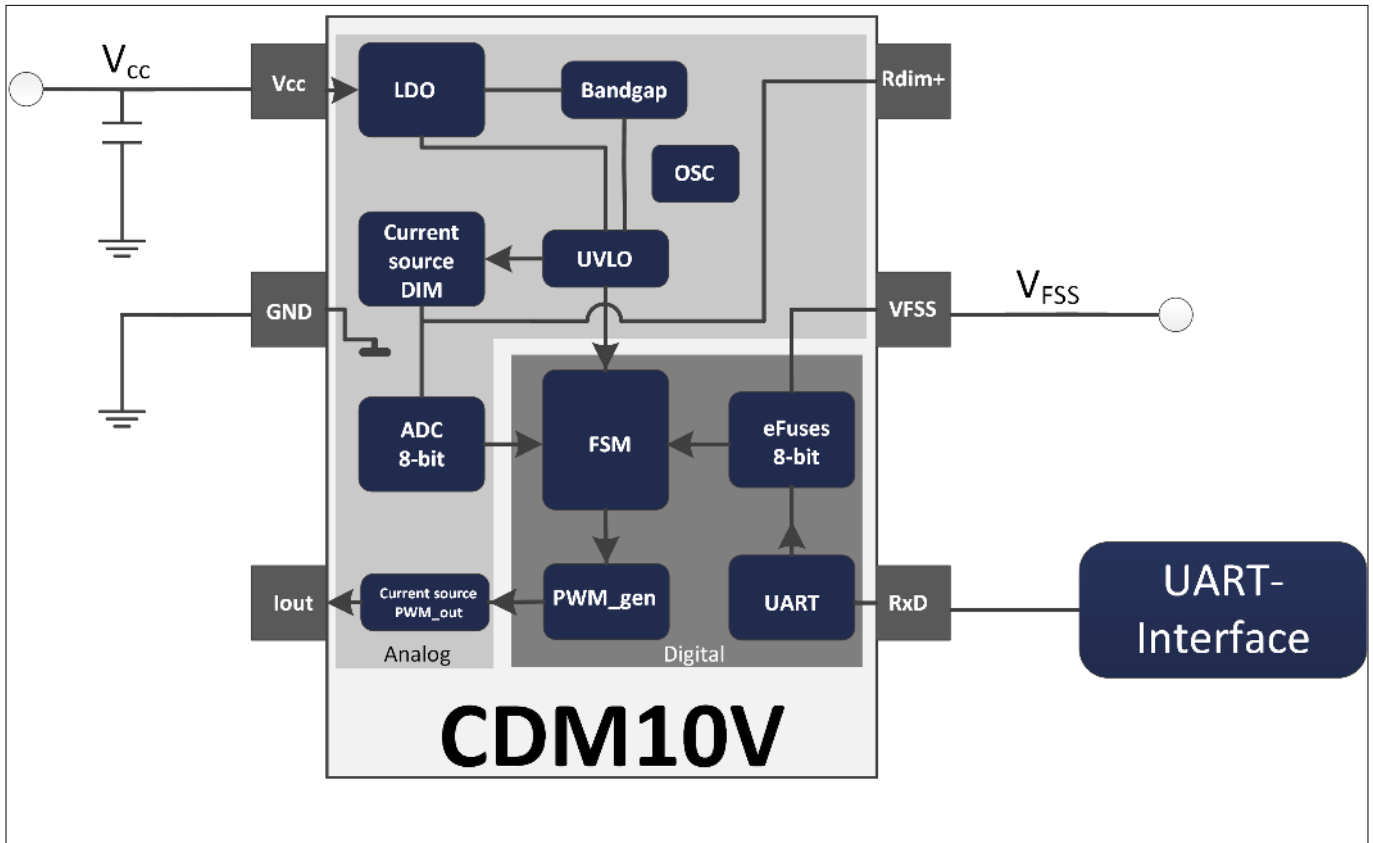 Vcc
Vcc
LDO
Bandgap
Rdim+
OSC
Current
source
DIM
UVLO
GND
VFSS
VFSS
ADC
8-bit
FSM
eFuses
8-bit
Iout
Current source
PWM_out
PWM_gen
UART
RxD
UART-
Interface
Analog
Digital
CDM10V